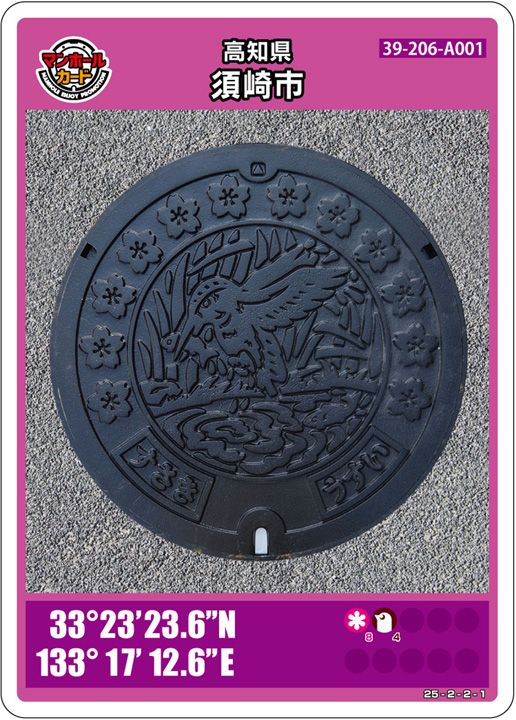 マンホール
カード
MANHOLE ENJOY PROMOTION
高知県
須崎市
39-206-A001
すさき
うすい
33°23’23.6”N
133° 17’ 12.6”E
8
4
25-2-2-1